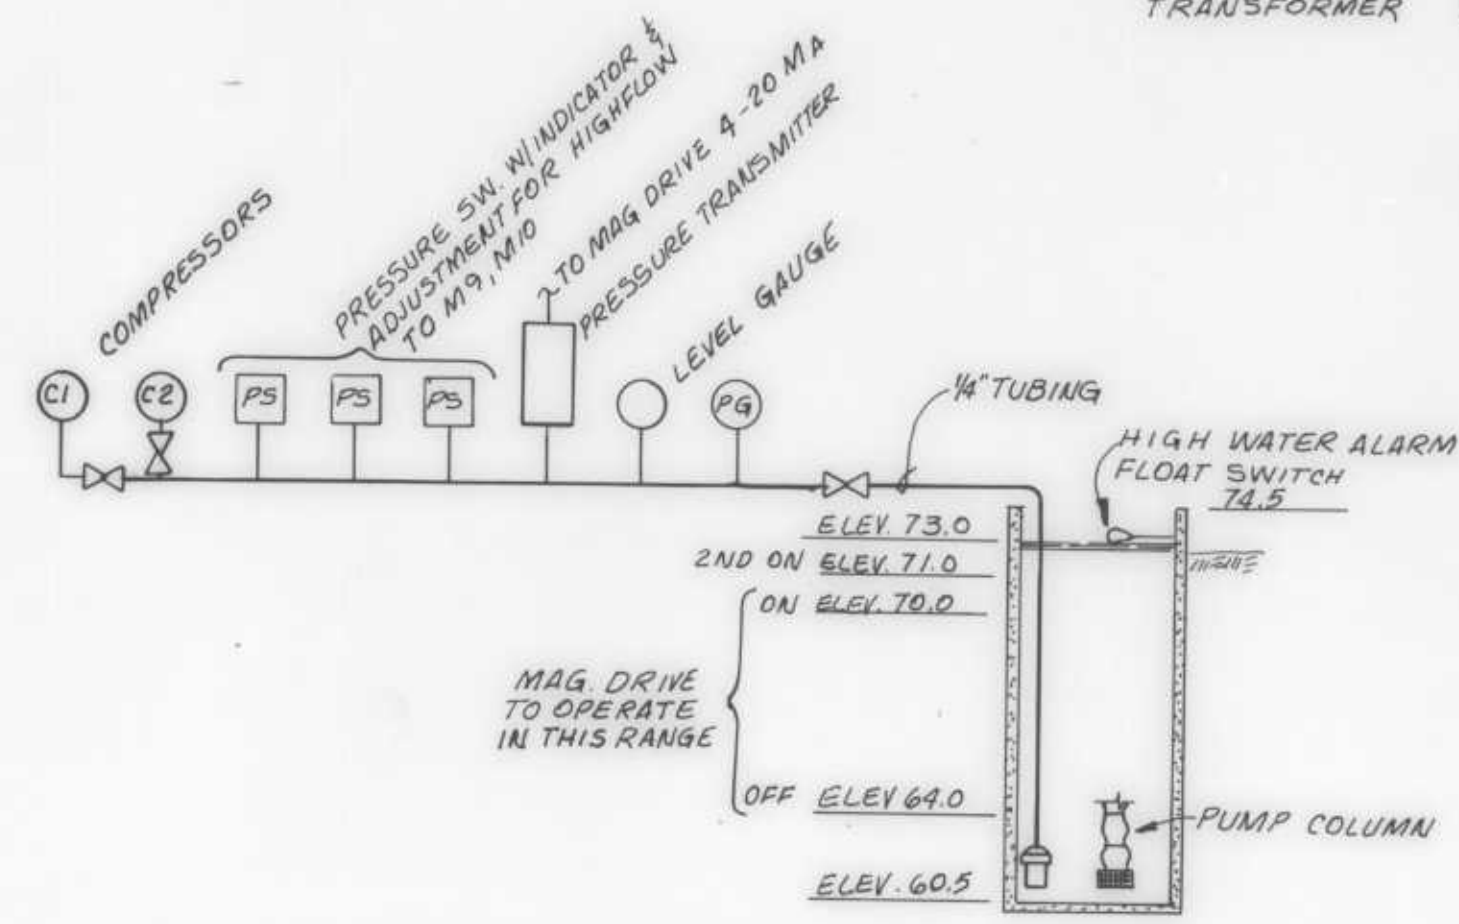 TRANSFORMER
COMPRESSORS
PRESSURE SW. W/INDICATOR &
ADJUSTMENT FOR HIGHFLOW
TO M9, M10
TO MAG DRIVE 4-20 MA
PRESSURE TRANSMITTER
LEVEL GAUGE
C1
C2
PS
PS
PS
PG
1/4" TUBING
HIGH WATER ALARM
FLOAT SWITCH
74.5
ELEV. 73.0
2ND ON ELEV. 71.0
ON ELEV. 70.0
MAG. DRIVE
TO OPERATE
IN THIS RANGE
OFF ELEV 64.0
PUMP COLUMN
ELEV. 60.5